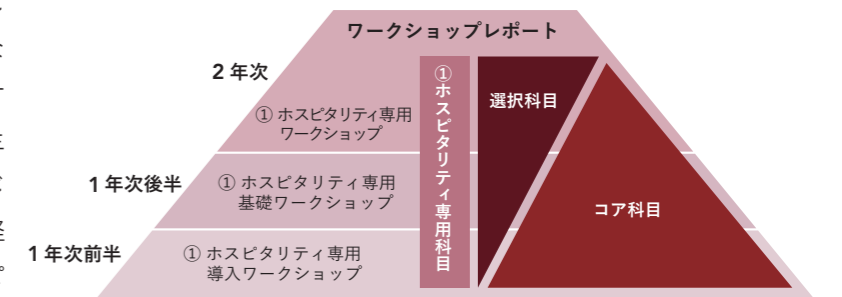 ワークショップレポート
2年次
① ホスピタリティ専用
ワークショップ
1年次後半
① ホスピタリティ専用
基礎ワークショップ
1年次前半
① ホスピタリティ専用
導入ワークショップ
①ホスピタリティ専用科目
選択科目
コア科目